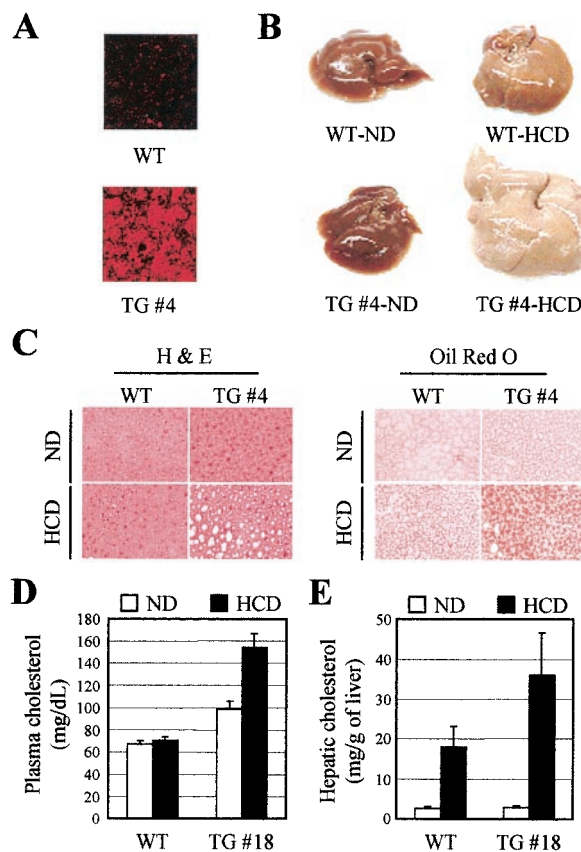 A
WT
TG #4
B
WT-ND WT-HCD
TG #4-ND TG #4-HCD
C
H & E
WT TG #4
ND
HCD
Oil Red O
WT TG #4
ND
HCD
D
ND HCD
Plasma cholesterol
(mg/dL)
180
160
140
120
100
80
60
40
20
0
WT TG #18
E
ND HCD
Hepatic cholesterol
(mg/g of liver)
50
40
30
20
10
0
WT TG #18